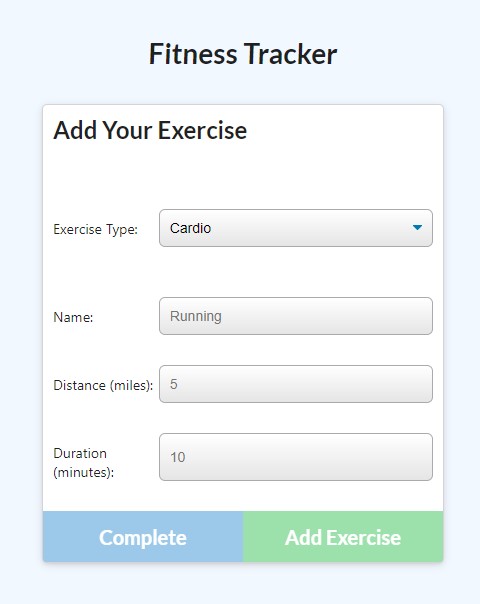 Fitness Tracker
Add Your Exercise
Exercise Type: Cardio
Name: Running
Distance (miles): 5
Duration
(minutes): 10
Complete Add Exercise